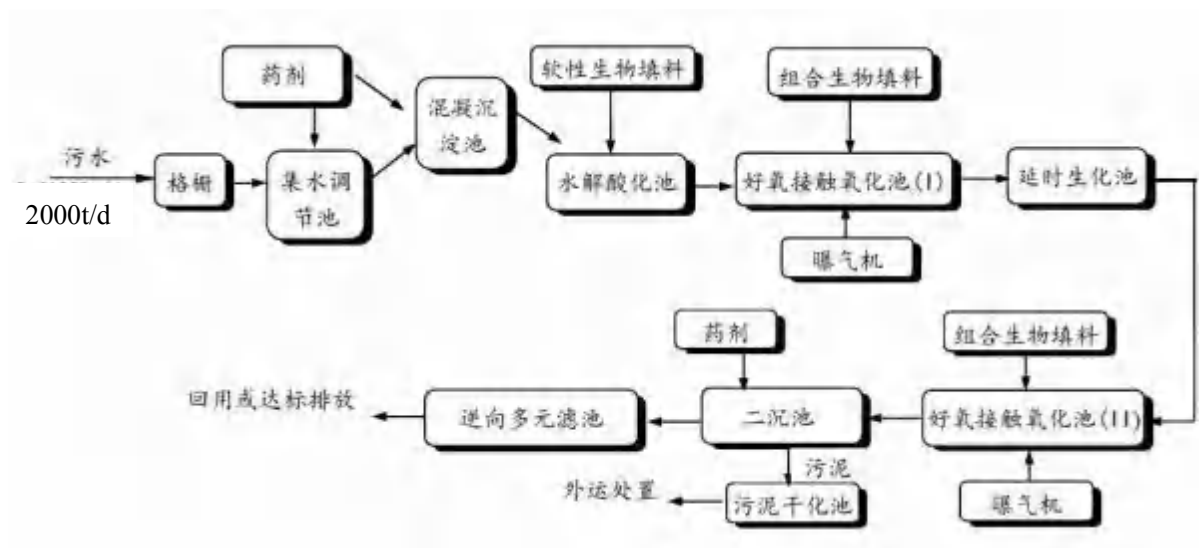 药剂
软性生物填料
组合生物填料
混凝沉
淀池
污水
格栅
集水调
节池
水解酸化池
好氧接触氧化池(I)
延时生化池
2000t/d
曝气机
药剂
组合生物填料
回用或达标排放
逆向多元滤池
二沉池
好氧接触氧化池(II)
污泥
外运处置
污泥干化池
曝气机